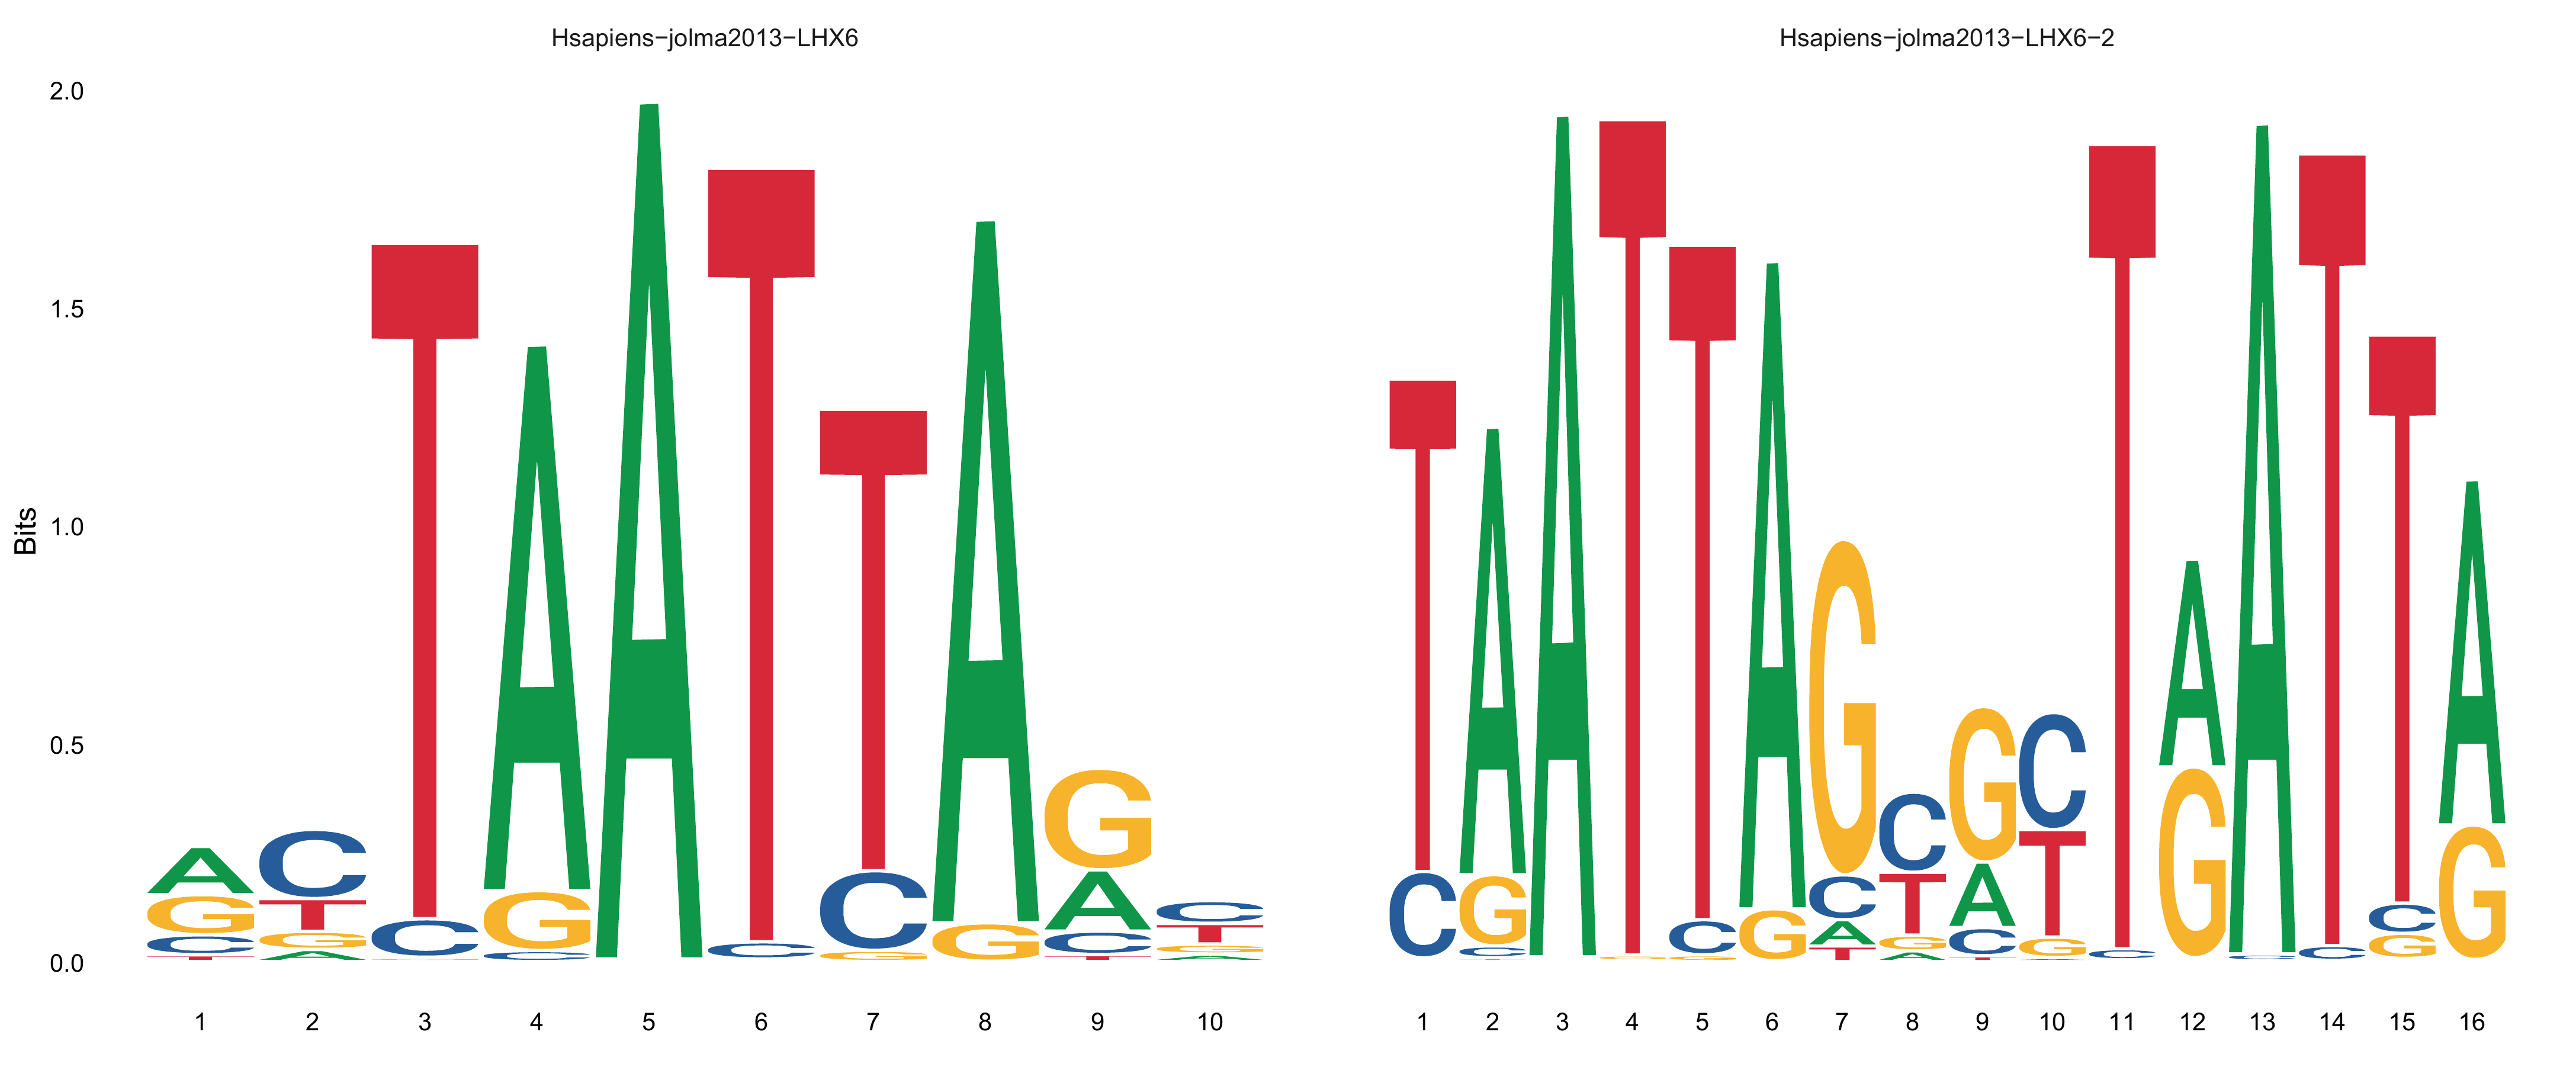 Hsapiens−jolma2013−LHX6
Hsapiens−jolma2013−LHX6−2
Bits
2.0
1.5
1.0
0.5
0.0
A C T A A T T A G C
G T C G T C C G A T
C G C G C G
T A T A
1 2 3 4 5 6 7 8 9 10
T A A T T A G C G C T A A T T A
C G G C G C T A T C G C C G
C G A G C G G
T A T
1 2 3 4 5 6 7 8 9 10 11 12 13 14 15 16